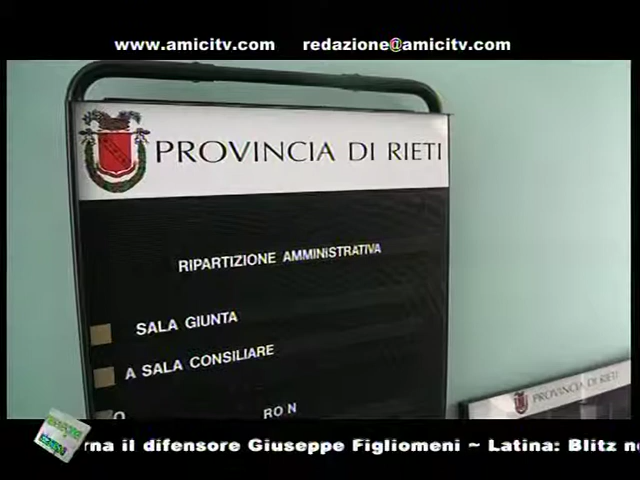 www.amicitv.com redazione@amicitv.com
PROVINCIA DI RIETI
RIPARTIZIONE AMMINISTRATIVA
SALA GIUNTA
A SALA CONSILIARE
O RO N
PROVINCIA DI RIETI
rna il difensore Giuseppe Figliomeni ~ Latina: Blitz n